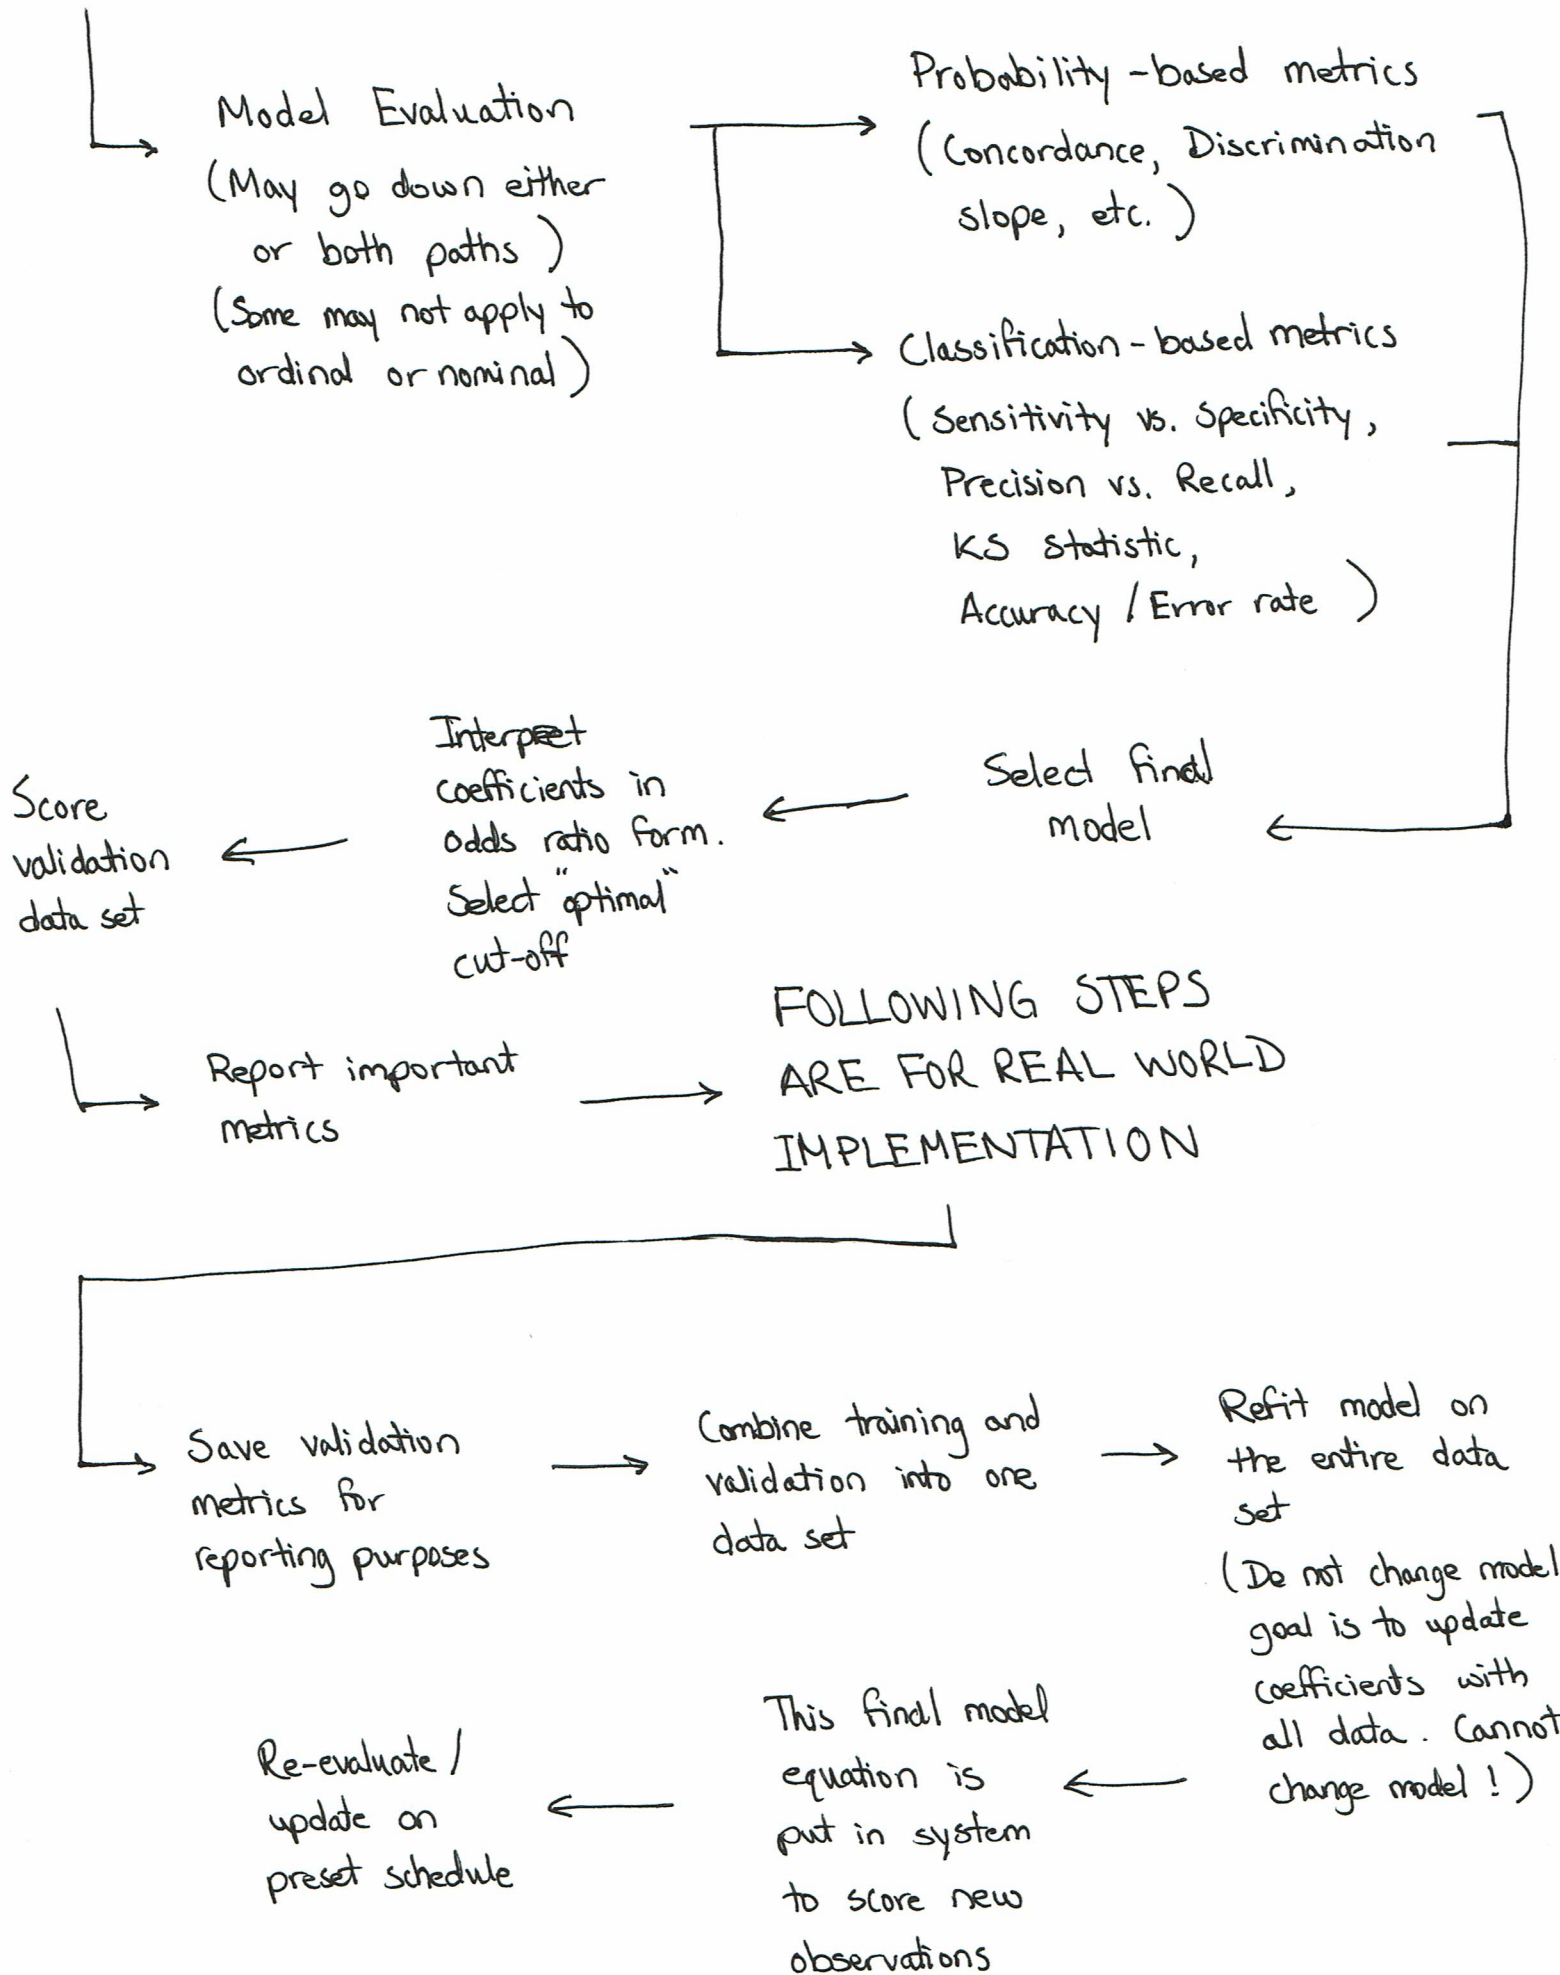 Model Evaluation
(May go down either
or both paths)
(Some may not apply to
ordinal or nominal)
Probability-based metrics
(Concordance, Discrimination
slope, etc.)
Classification-based metrics
(Sensitivity vs. Specificity,
Precision vs. Recall,
KS Statistic,
Accuracy / Error rate)
Select final
model
Interpret
coefficients in
odds ratio form.
Select "optimal"
cut-off
Score
validation
data set
Report important
metrics
FOLLOWING STEPS
ARE FOR REAL WORLD
IMPLEMENTATION
Save validation
metrics for
reporting purposes
Combine training and
validation into one
data set
Refit model on
the entire data
set
(Do not change model
goal is to update
coefficients with
all data. Cannot
change model!)
This final model
equation is
put in system
to score new
observations
Re-evaluate/
update on
preset schedule